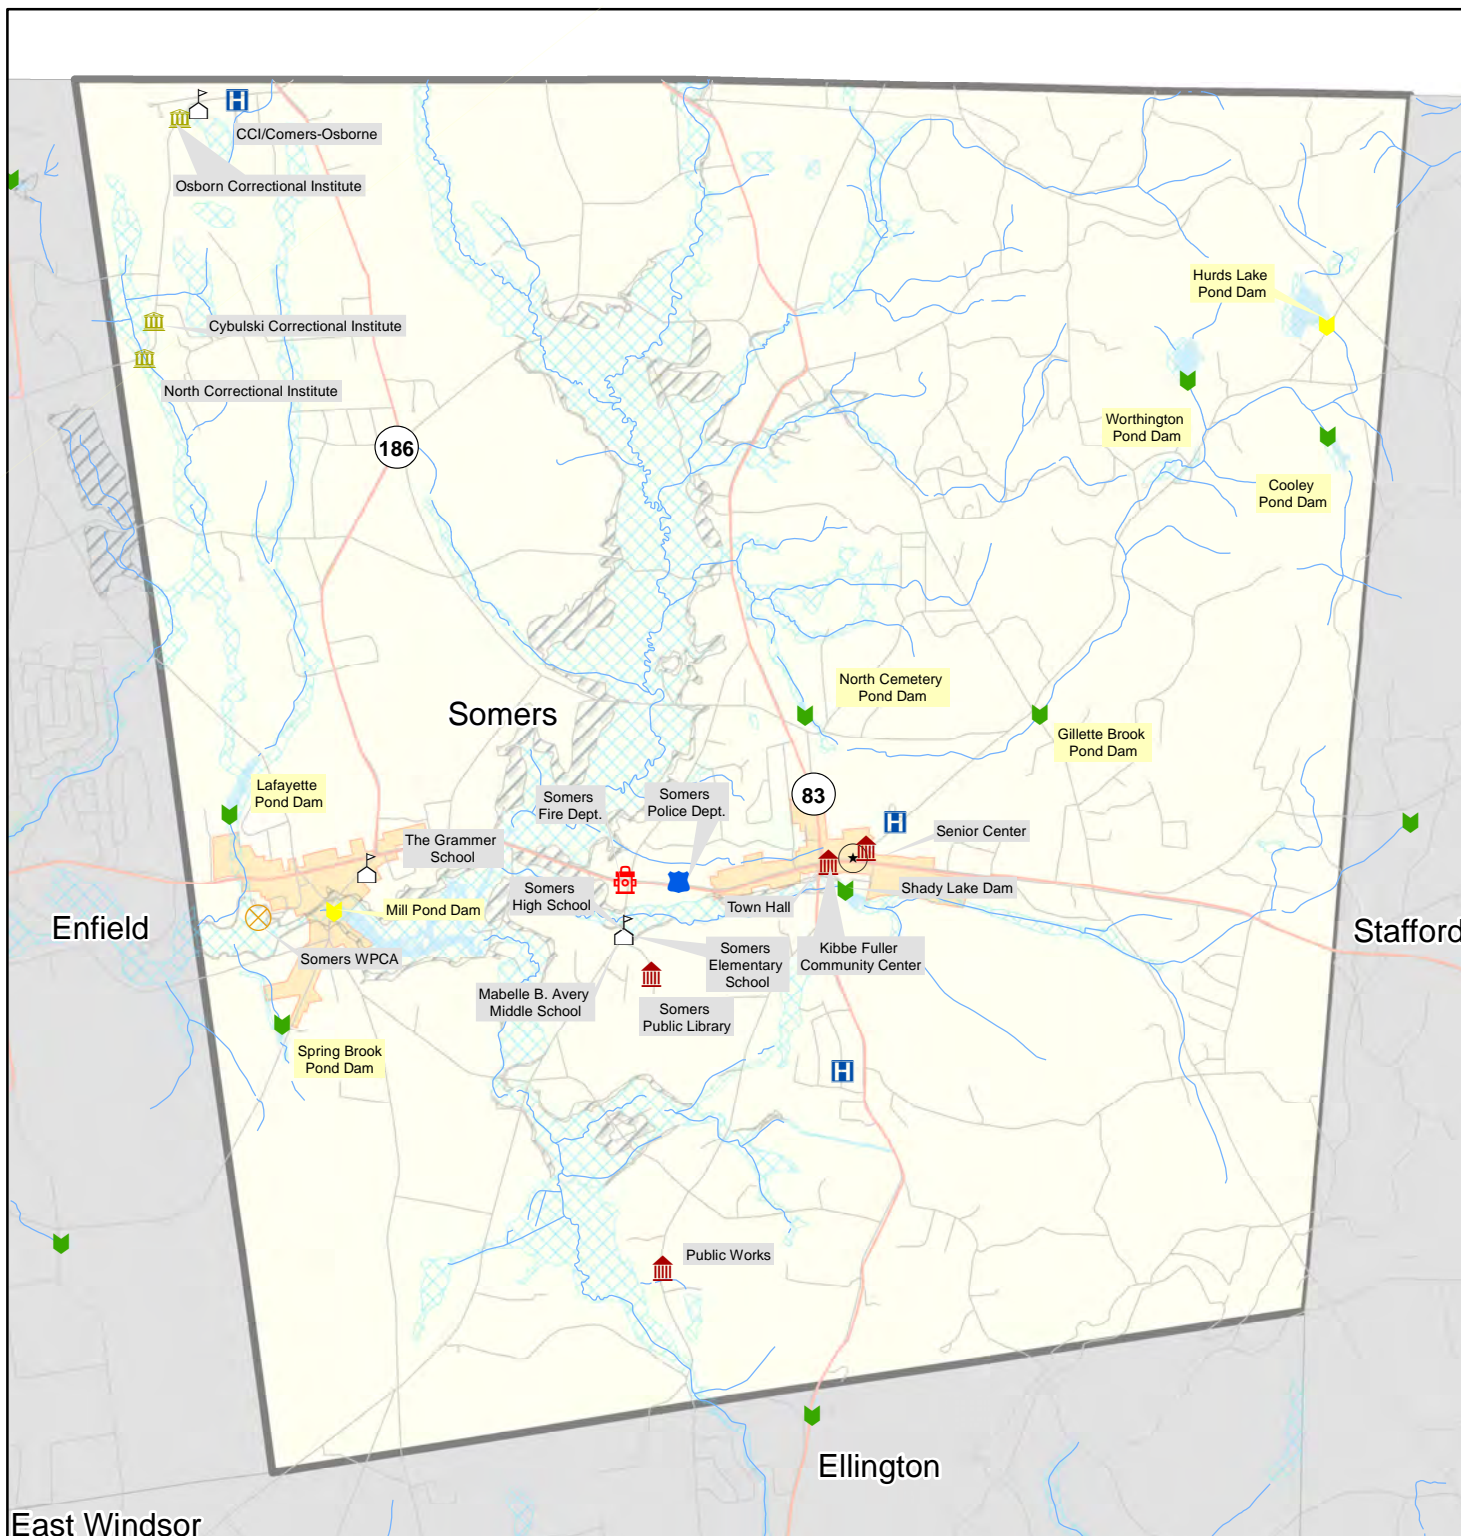 H
CCI/Comers-Osborne
Osborn Correctional Institute
Hurds Lake
Pond Dam
Cybulski Correctional Institute
North Correctional Institute
Worthington
Pond Dam
186
Cooley
Pond Dam
North Cemetery
Pond Dam
Somers
Gillette Brook
Pond Dam
Lafayette
Pond Dam
Somers
Fire Dept.
Somers
Police Dept.
83
H
Senior Center
The Grammer
School
Somers
High School
Shady Lake Dam
Town Hall
Mill Pond Dam
Enfield
Stafford
Somers WPCA
Somers
Elementary
School
Kibbe Fuller
Community Center
Mabelle B. Avery
Middle School
Somers
Public Library
Spring Brook
Pond Dam
H
Public Works
Ellington
East Windsor